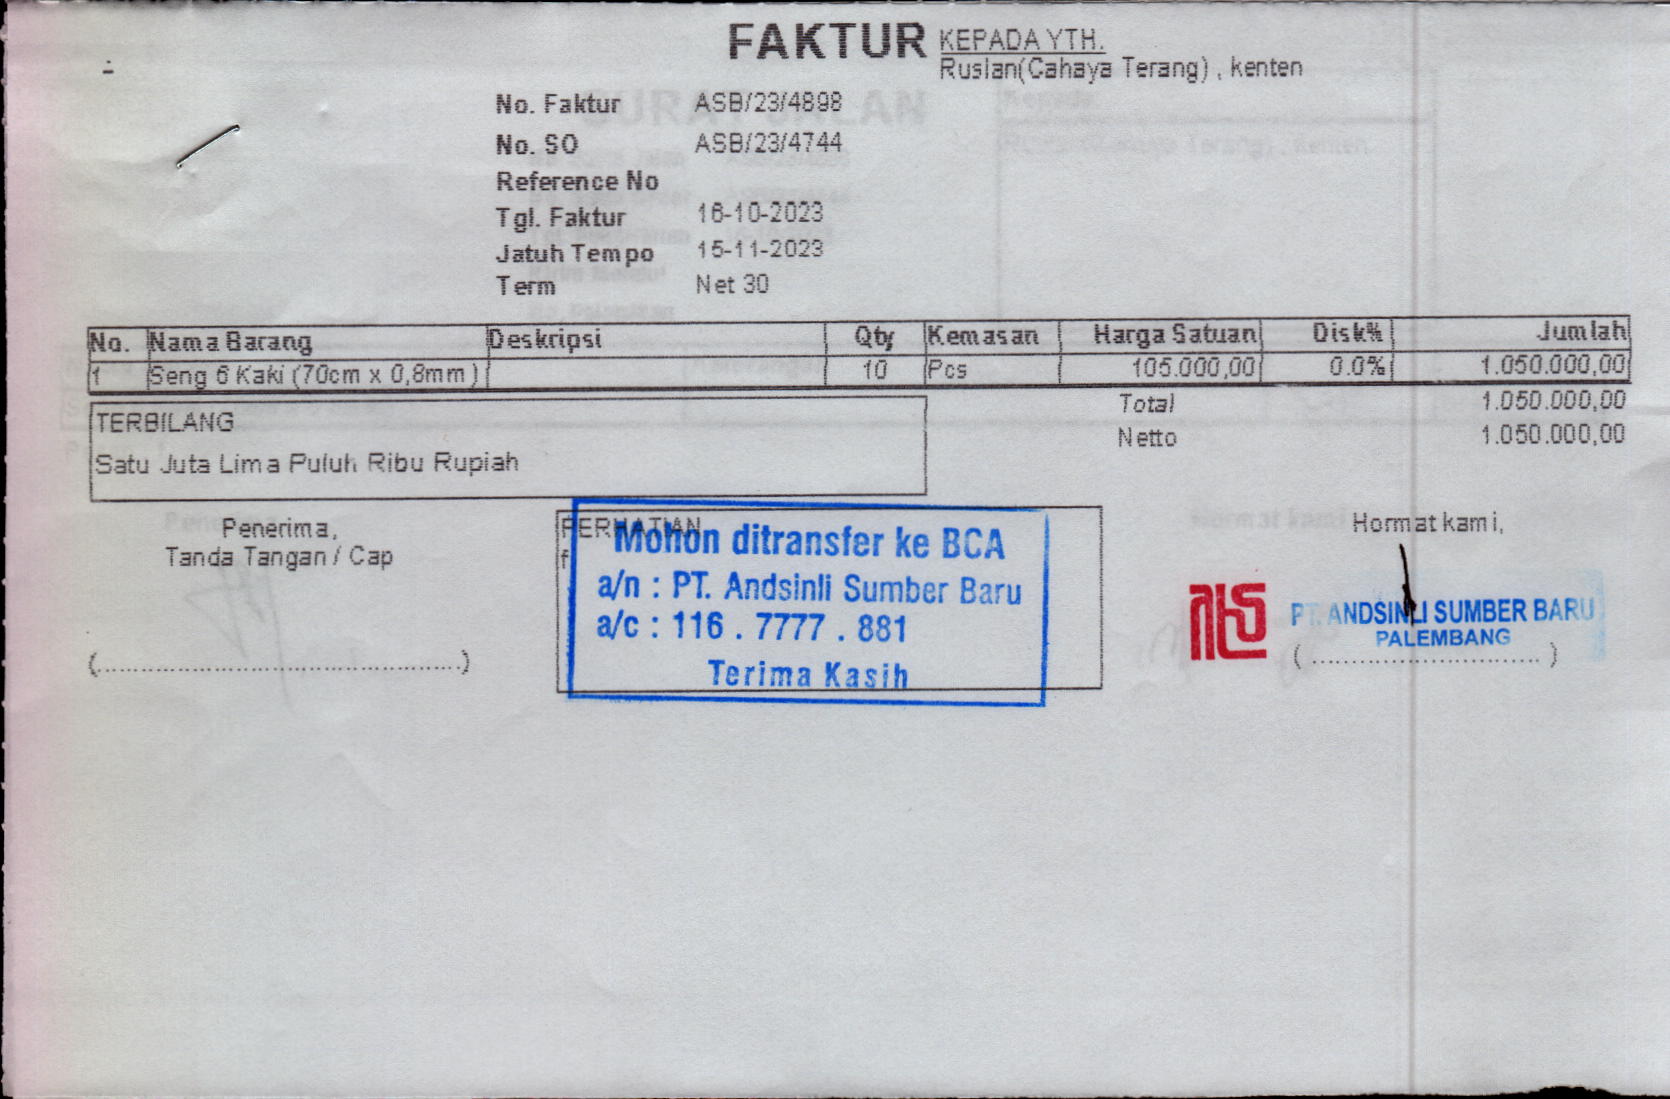 FAKTUR
KEPADA YTH.
Ruslan(Cahaya Terang) , kenten
No. Faktur ASB/23/4898
No. SO ASB/23/4744
Reference No
Tgl. Faktur 16-10-2023
Jatuh Tempo 15-11-2023
Term Net 30
No. Nama Barang Deskripsi Qty Kemasan Harga Satuan Disk% Jumlah
1 Seng 6 Kaki (70cm x 0,8mm) 10 Pcs 105.000,00 0.0% 1.050.000,00
Total 1.050.000,00
Netto 1.050.000,00
TERBILANG
Satu Juta Lima Puluh Ribu Rupiah
Penerima,
Tanda Tangan / Cap
(............................................)
PERHATIAN
Mohon ditransfer ke BCA
a/n : PT. Andsinli Sumber Baru
a/c : 116 . 7777 . 881
Terima Kasih
Hormat kami,
PT. ANDSINLI SUMBER BARU
PALEMBANG
(............................)